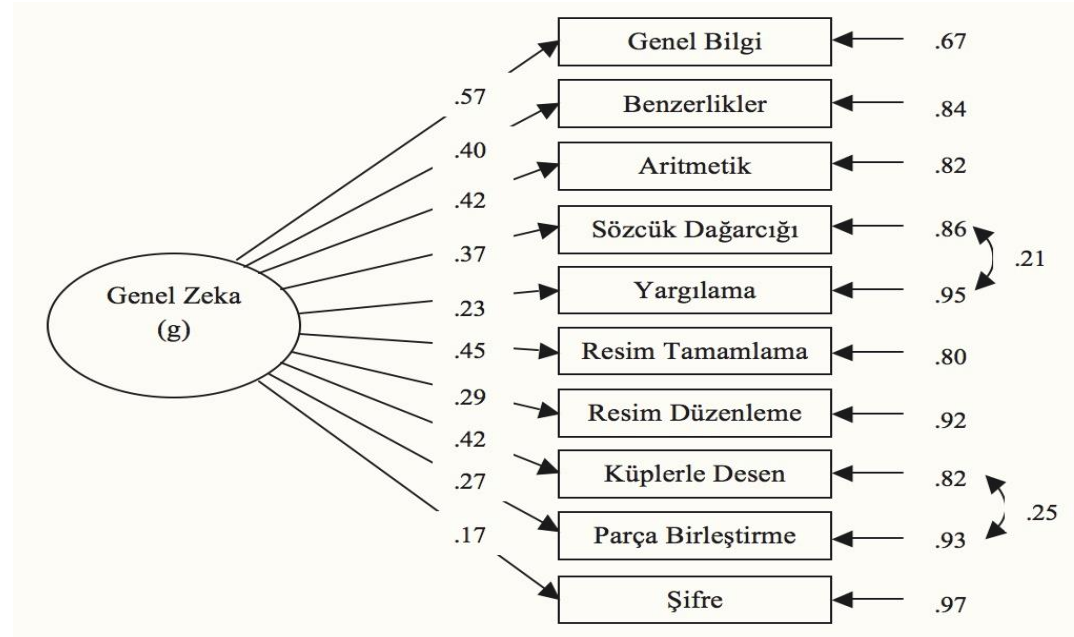 Genel Bilgi
.67
.57
Benzerlikler
.84
.40
Aritmetik
.82
.42
Sözcük Dağarcığı
.86
.37
.21
Genel Zeka
(g)
Yargılama
.95
.23
Resim Tamamlama
.80
.45
Resim Düzenleme
.92
.29
Küplerle Desen
.82
.42
.25
Parça Birleştirme
.93
.27
Şifre
.97
.17